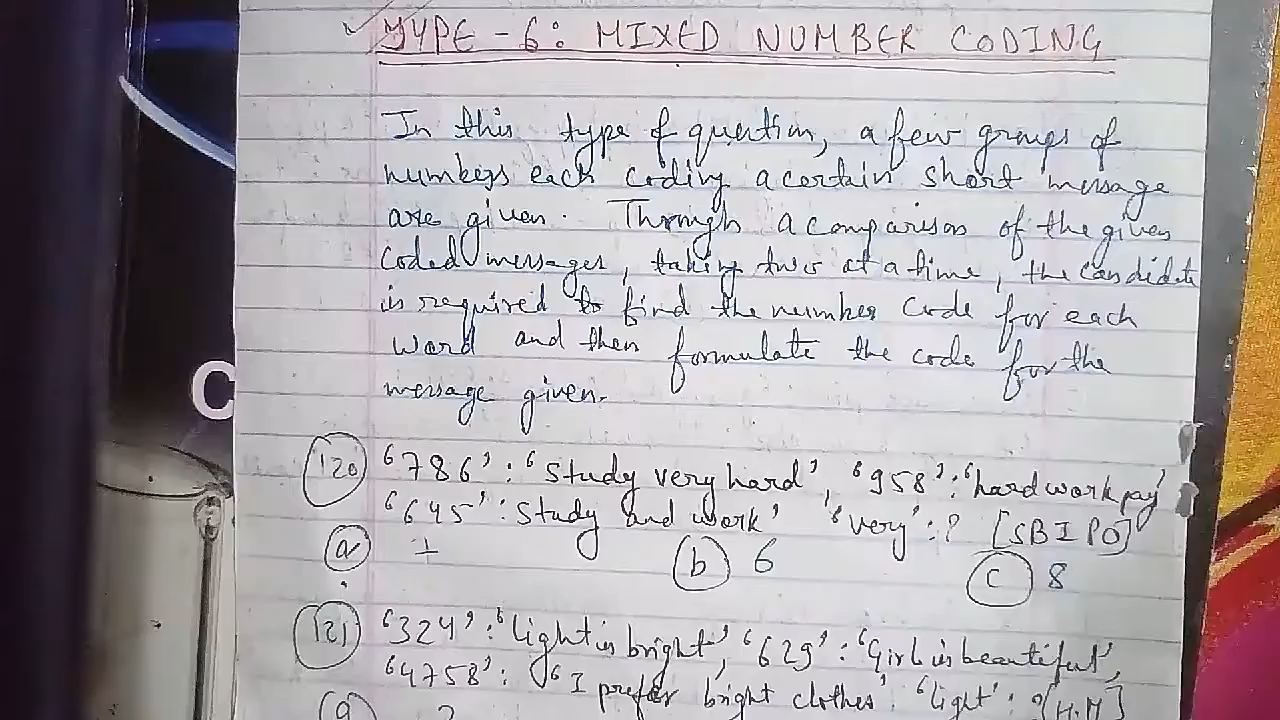 TYPE - 6: MIXED NUMBER CODING
In this type of question, a few groups of
numbers each coding a certain short message
are given. Through a comparison of the given
coded messages, taking two at a time, the candidate
is required to find the number code for each
word and then formulate the code for the
message given.
120 '786' : 'Study very hard', '958' : 'hard work pay'
'645' : 'Study and work' 'very' : ? [SBI PO]
a b 6 c 8
C
121 '324' : 'light is bright', '629' : 'Girl is beautiful',
'4758' : 'I prefer bright clothes'. 'light' : ? [H.M]
a